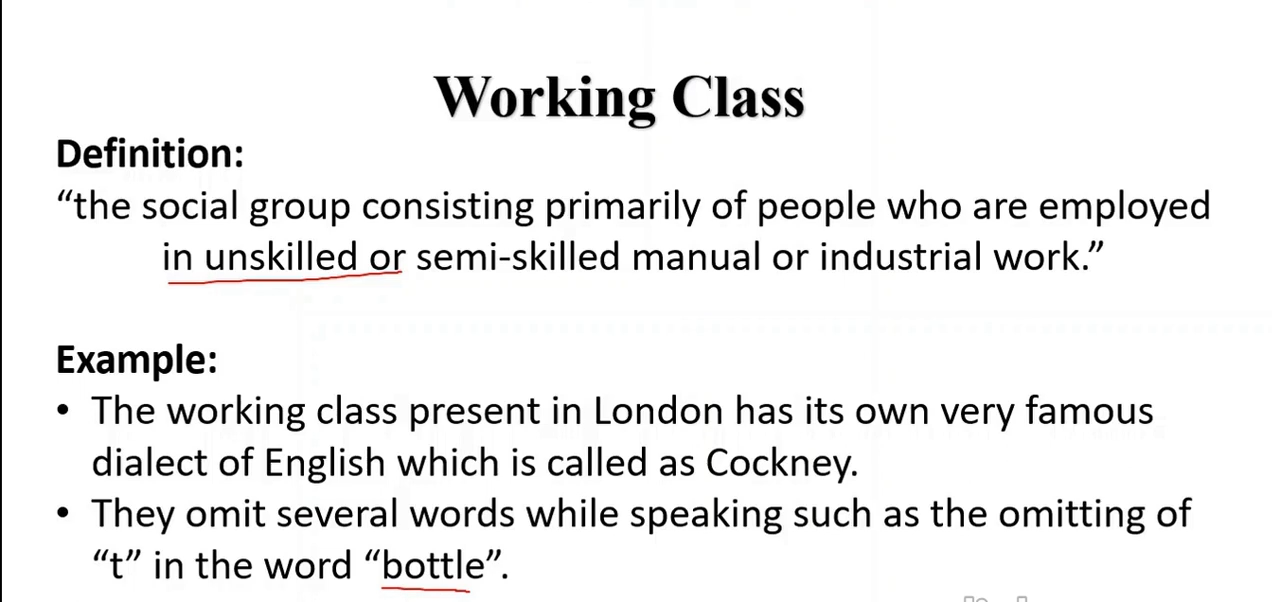 Working Class
Definition:
“the social group consisting primarily of people who are employed
in unskilled or semi-skilled manual or industrial work.”
Example:
• The working class present in London has its own very famous
dialect of English which is called as Cockney.
• They omit several words while speaking such as the omitting of
“t” in the word “bottle”.